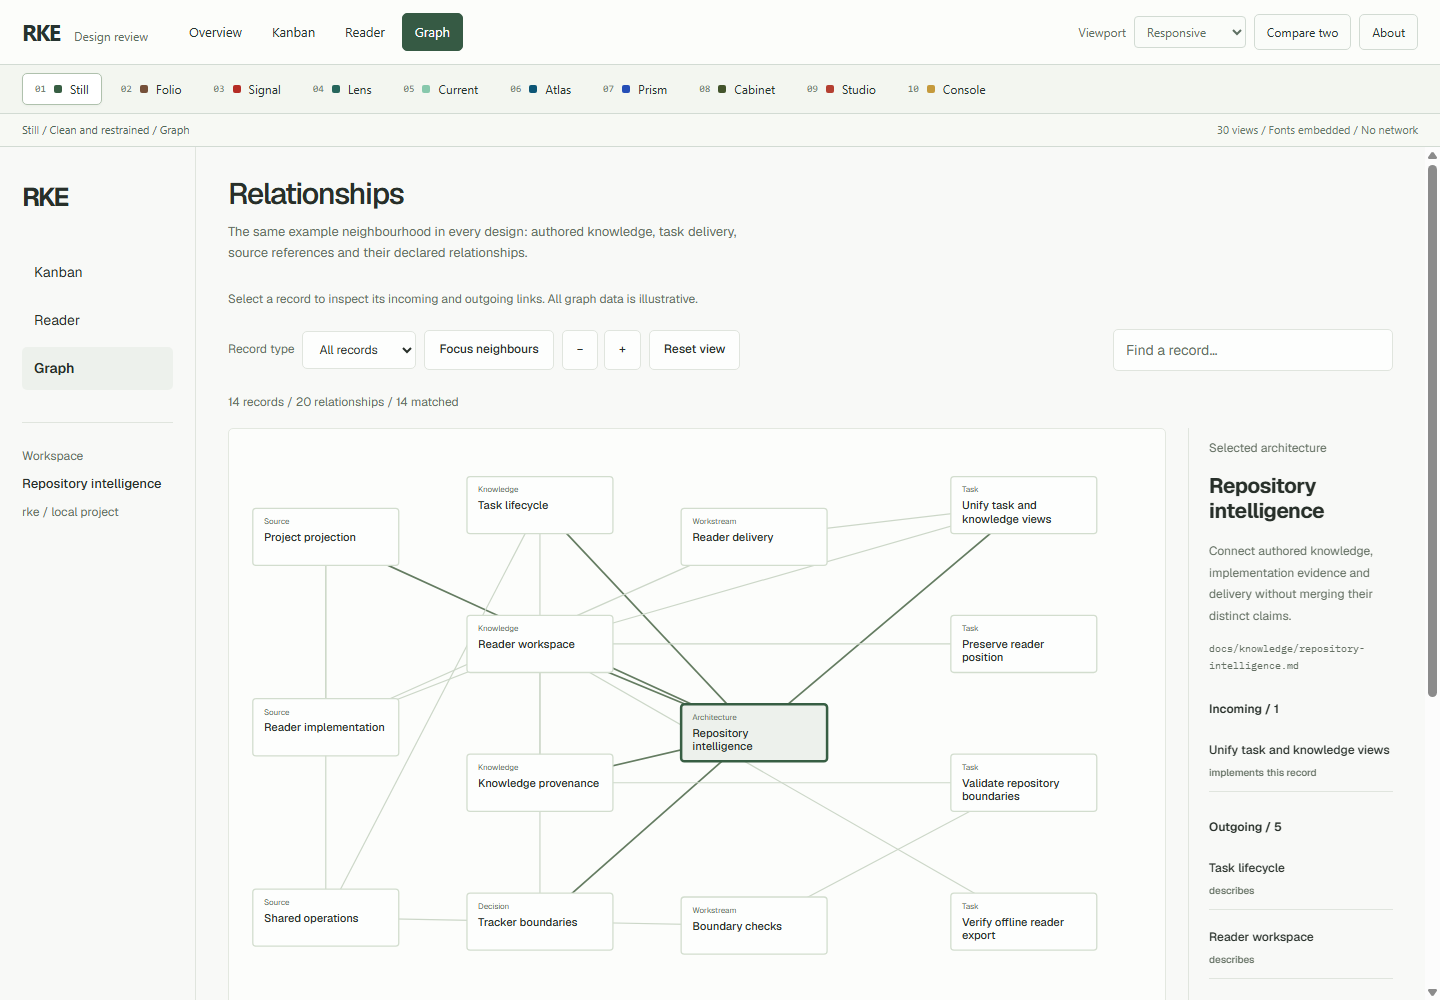 RKE Design review Overview Kanban Reader Graph Viewport Responsive Compare two About
01 Still 02 Folio 03 Signal 04 Lens 05 Current 06 Atlas 07 Prism 08 Cabinet 09 Studio 10 Console
Still / Clean and restrained / Graph 30 views / Fonts embedded / No network
RKE
Kanban
Reader
Graph
Workspace
Repository intelligence
rke / local project
Relationships
The same example neighbourhood in every design: authored knowledge, task delivery,
source references and their declared relationships.
Select a record to inspect its incoming and outgoing links. All graph data is illustrative.
Record type All records Focus neighbours − + Reset view Find a record...
14 records / 20 relationships / 14 matched
Knowledge
Task lifecycle
Task
Unify task and
knowledge views
Source
Project projection
Workstream
Reader delivery
Knowledge
Reader workspace
Task
Preserve reader
position
Source
Reader implementation
Architecture
Repository
intelligence
Knowledge
Knowledge provenance
Task
Validate repository
boundaries
Source
Shared operations
Decision
Tracker boundaries
Workstream
Boundary checks
Task
Verify offline reader
export
Selected architecture
Repository
intelligence
Connect authored knowledge,
implementation evidence and
delivery without merging their
distinct claims.
docs/knowledge/repository-
intelligence.md
Incoming / 1
Unify task and knowledge views
implements this record
Outgoing / 5
Task lifecycle
describes
Reader workspace
describes